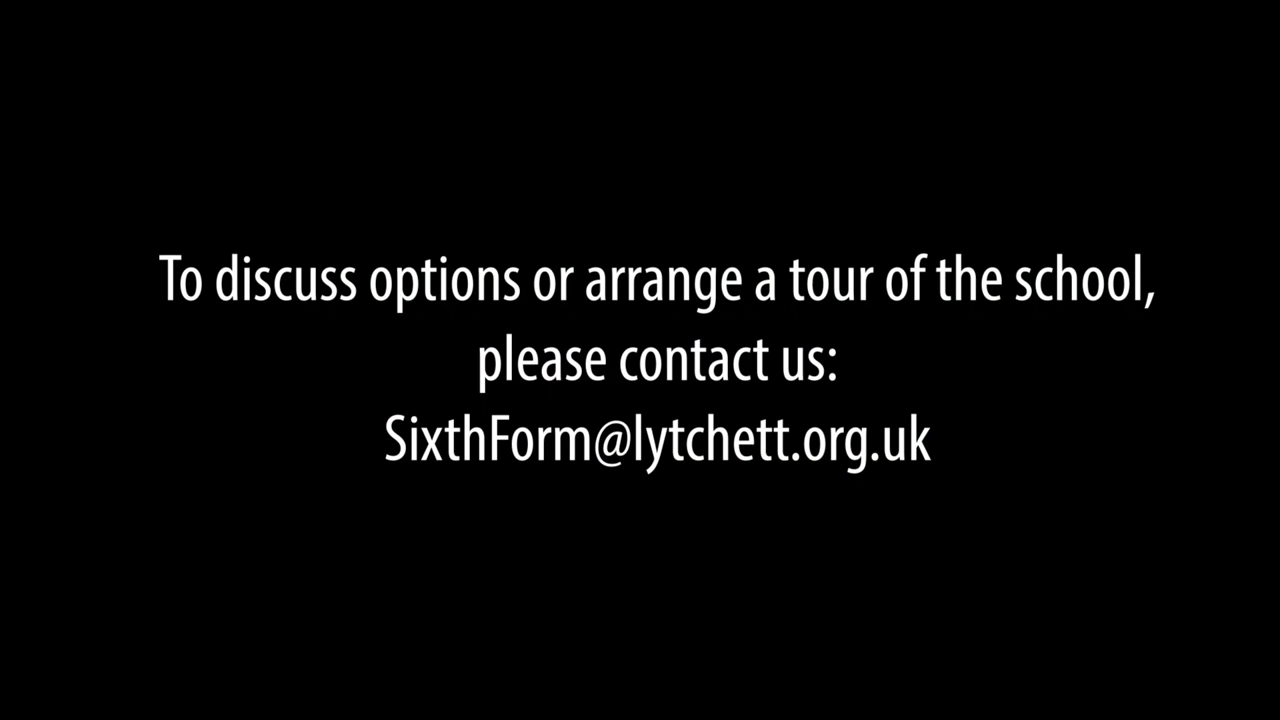 To discuss options or arrange a tour of the school,
please contact us:
SixthForm@lytchett.org.uk